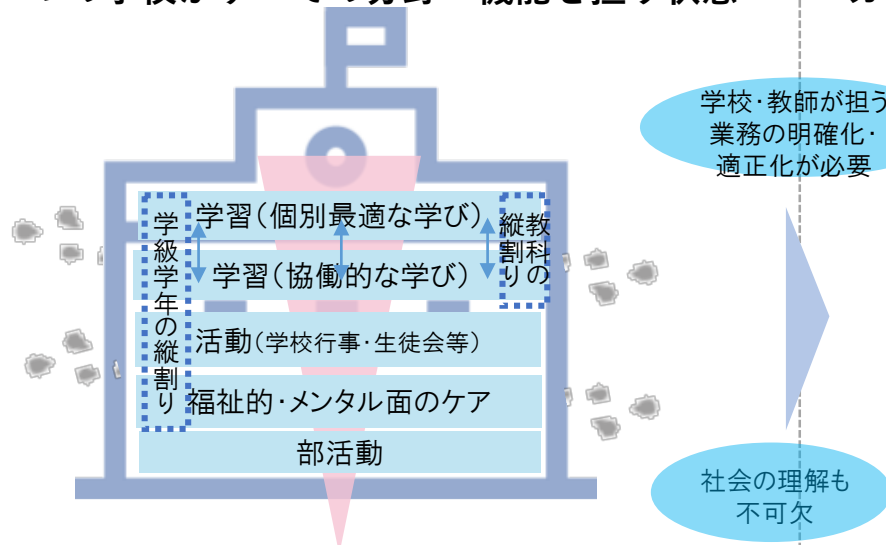 学校・教師が担う
業務の明確化・
適正化が必要
学習（個別最適な学び）
学習（協働的な学び）
活動（学校行事・生徒会等）
福祉的・メンタル面のケア
部活動
学級学年の縦割り
教科の
縦割り
社会の理解も
不可欠